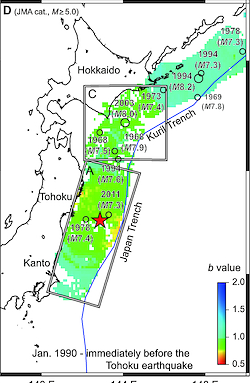 D (JMA cat., M≥5.0)
1978
(M7.3)
1994
(M7.3)
Hokkaido
1994
(M8.2)
C
1973
(M7.4)
2003
(M8.0)
1969
(M7.8)
Kuril Trench
1968
(M7.5)
1968
(M7.9)
A
1994
(M7.6)
Tohoku
2011
(M7.3)
1978
(M7.4)
Japan Trench
Kanto
b value
2.0
1.5
1.0
0.5
Jan. 1990 - immediately before the
Tohoku earthquake